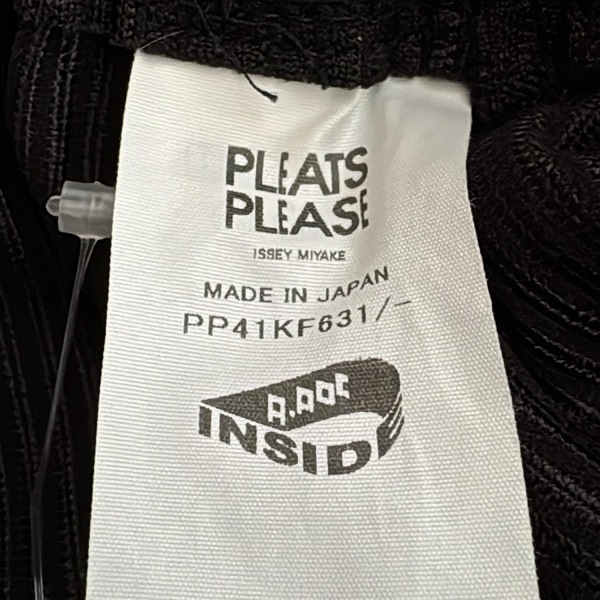 PLEATS
PLEASE
ISSEY MIYAKE
MADE IN JAPAN
PP41KF631/-
A-POC
INSIDE